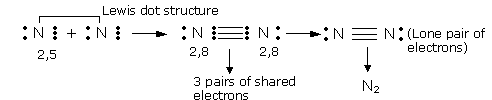 Lewis dot structure
:N⋮ + ⋮N: → :N⋮≡⋮N: → :N≡N: (Lone pair of
electrons)
2,5 2,8 2,8
3 pairs of shared
electrons
N₂